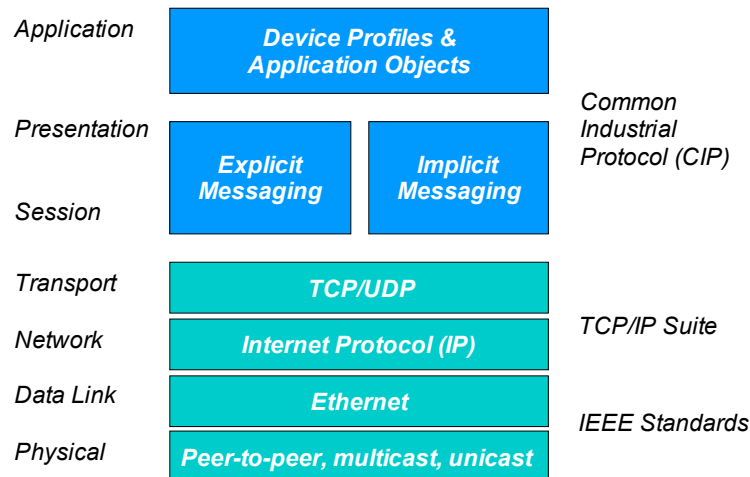 Application
Device Profiles &
Application Objects
Common
Industrial
Protocol (CIP)
Presentation
Explicit
Messaging
Implicit
Messaging
Session
Transport
TCP/UDP
TCP/IP Suite
Network
Internet Protocol (IP)
Data Link
Ethernet
IEEE Standards
Physical
Peer-to-peer, multicast, unicast